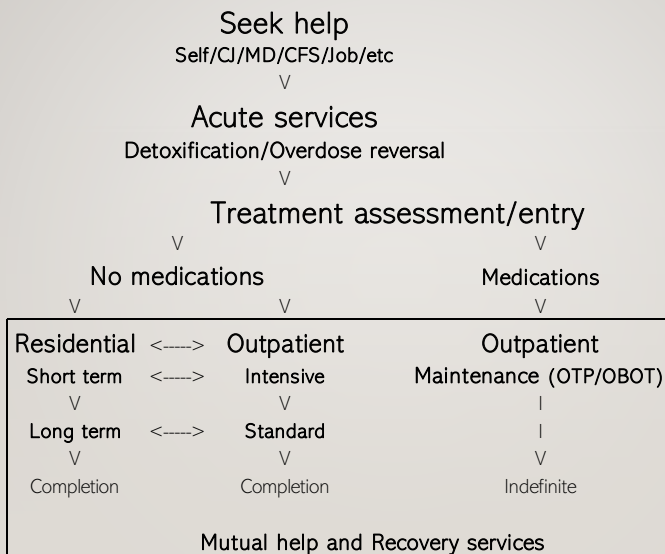 Seek help
Self/CJ/MD/CFS/Job/etc
V
Acute services
Detoxification/Overdose reversal
V
Treatment assessment/entry
V V
No medications Medications
V V V
Residential <-----> Outpatient Outpatient
Short term <-----> Intensive Maintenance (OTP/OBOT)
V V I
Long term <-----> Standard I
V V V
Completion Completion Indefinite
Mutual help and Recovery services